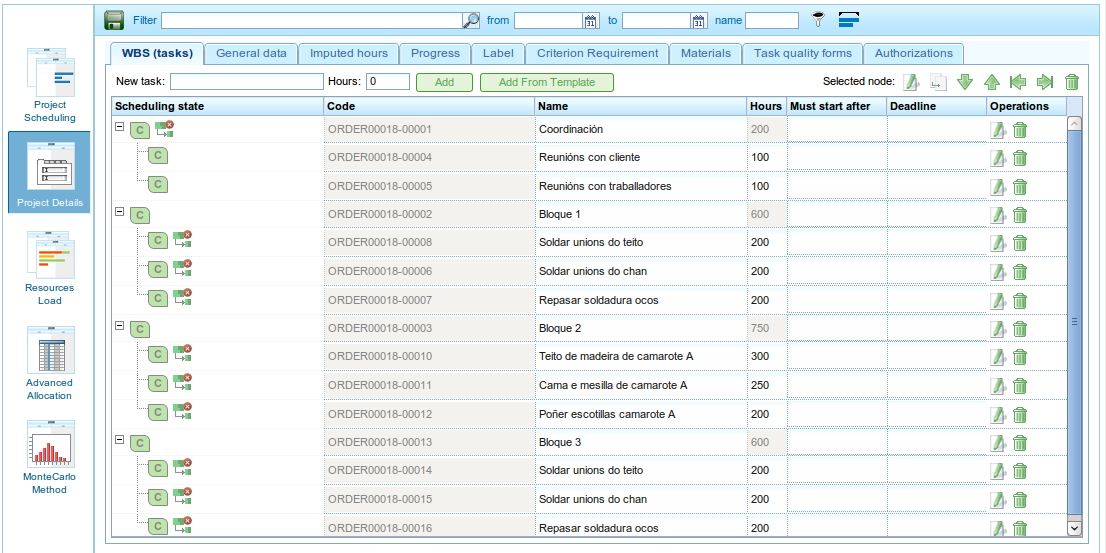 Filter from 31 to 31 name
WBS (tasks) General data Imputed hours Progress Label Criterion Requirement Materials Task quality forms Authorizations
New task: Hours: 0 Add Add From Template Selected node:
Scheduling state Code Name Hours Must start after Deadline Operations
C ORDER00018-00001 Coordinación 200
C ORDER00018-00004 Reunións con cliente 100
C ORDER00018-00005 Reunións con traballadores 100
C ORDER00018-00002 Bloque 1 600
C ORDER00018-00008 Soldar unions do teito 200
C ORDER00018-00006 Soldar unions do chan 200
C ORDER00018-00007 Repasar soldadura ocos 200
C ORDER00018-00003 Bloque 2 750
C ORDER00018-00010 Teito de madeira de camarote A 300
C ORDER00018-00011 Cama e mesilla de camarote A 250
C ORDER00018-00012 Poñer escotillas camarote A 200
C ORDER00018-00013 Bloque 3 600
C ORDER00018-00014 Soldar unions do teito 200
C ORDER00018-00015 Soldar unions do chan 200
C ORDER00018-00016 Repasar soldadura ocos 200
Project
Scheduling
Project Details
Resources
Load
Advanced
Allocation
MonteCarlo
Method